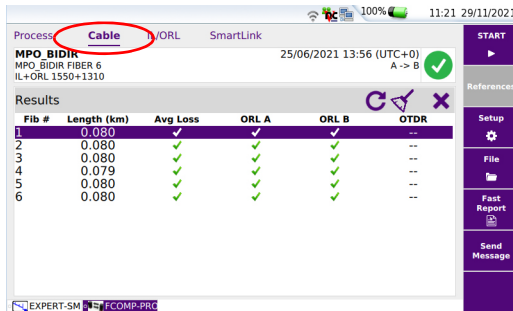 100% 11:21 29/11/2021
Process Cable IL/ORL SmartLink
MPO_BIDIR 25/06/2021 13:56 (UTC+0)
MPO_BIDIR FIBER 6 A -> B
IL+ORL 1550+1310
Results
Fib # Length (km) Avg Loss ORL A ORL B OTDR
1 0.080 --
2 0.080 --
3 0.080 --
4 0.079 --
5 0.080 --
6 0.080 --
START
References
Setup
File
Fast
Report
Send
Message
EXPERT-SM FCOMP-PRO